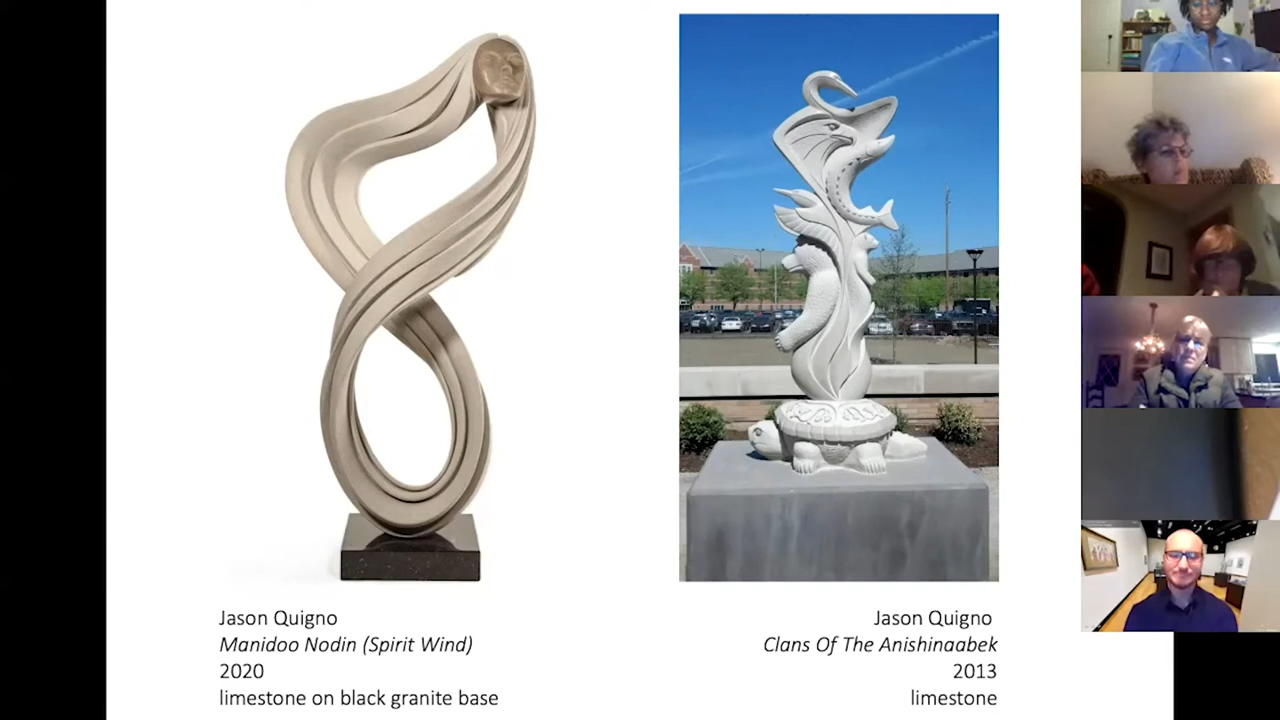 Jason Quigno
Manidoo Nodin (Spirit Wind)
2020
limestone on black granite base
Jason Quigno
Clans Of The Anishinaabek
2013
limestone